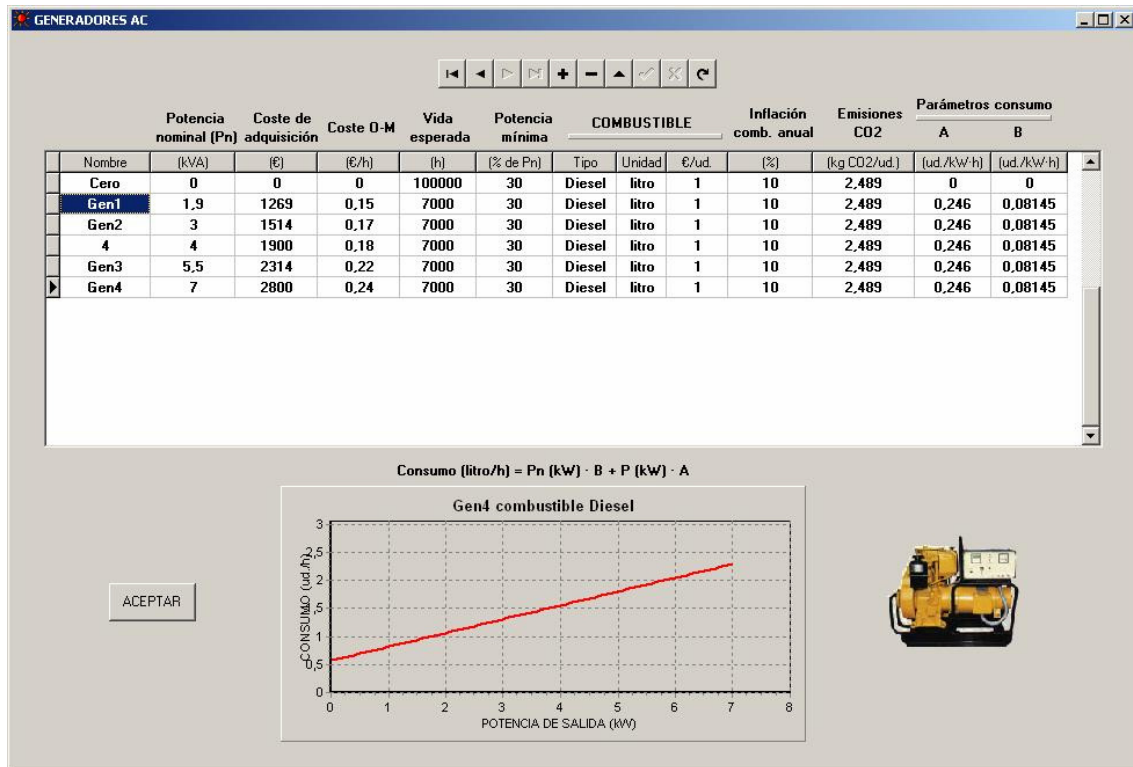 GENERADORES AC
Potencia nominal (Pn) Coste de adquisición Coste O-M Vida esperada Potencia mínima COMBUSTIBLE Inflación comb. anual Emisiones CO2 Parámetros consumo A B
Nombre (kVA) (€) (€/h) (h) (% de Pn) Tipo Unidad €/ud. (%) (kg CO2/ud.) (ud./kW·h) (ud./kW·h)
Cero 0 0 0 100000 30 Diesel litro 1 10 2,489 0 0
Gen1 1,9 1269 0,15 7000 30 Diesel litro 1 10 2,489 0,246 0,08145
Gen2 3 1514 0,17 7000 30 Diesel litro 1 10 2,489 0,246 0,08145
4 4 1900 0,18 7000 30 Diesel litro 1 10 2,489 0,246 0,08145
Gen3 5,5 2314 0,22 7000 30 Diesel litro 1 10 2,489 0,246 0,08145
Gen4 7 2800 0,24 7000 30 Diesel litro 1 10 2,489 0,246 0,08145
Consumo (litro/h) = Pn (kW) · B + P (kW) · A
Gen4 combustible Diesel
CONSUMO (ud./h)
3
2,5
2
1,5
1
0,5
0
0 1 2 3 4 5 6 7 8
POTENCIA DE SALIDA (kW)
ACEPTAR